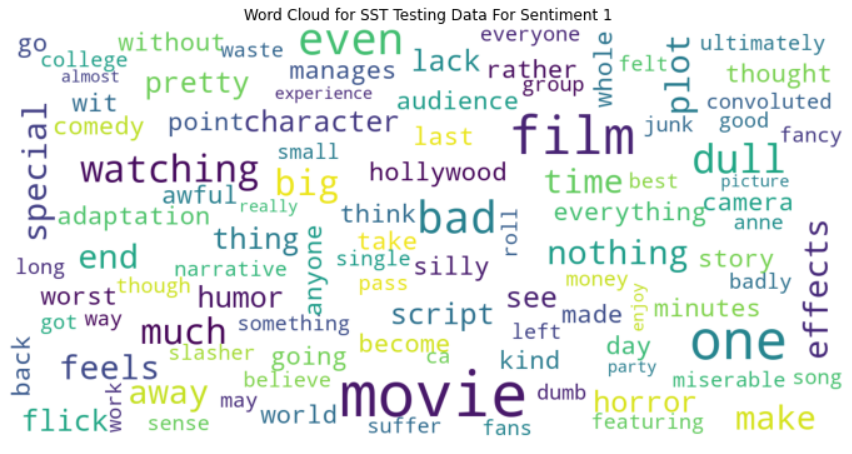 Word Cloud for SST Testing Data For Sentiment 1
go
college
almost
without
waste
even
everyone
whole
plot
ultimately
wit
pretty
manages
experience
lack
rather
group
felt
thought
special
comedy
point
character
audience
last
film
junk
convoluted
good
fancy
watching
small
big
hollywood
time
best
dull
picture
camera
anne
adaptation
awful
really
think
bad
roll
everything
effects
long
end
thing
narrative
anyone
take
single
silly
nothing
story
badly
though
worst
humor
pass
script
see
made
money
enjoy
minutes
got
way
much
something
left
day
one
back
feels
slasher
going
become
ca
kind
party
miserable
song
flick
work
away
believe
may
world
sense
movie
suffer
fans
dumb
horror
featuring
make